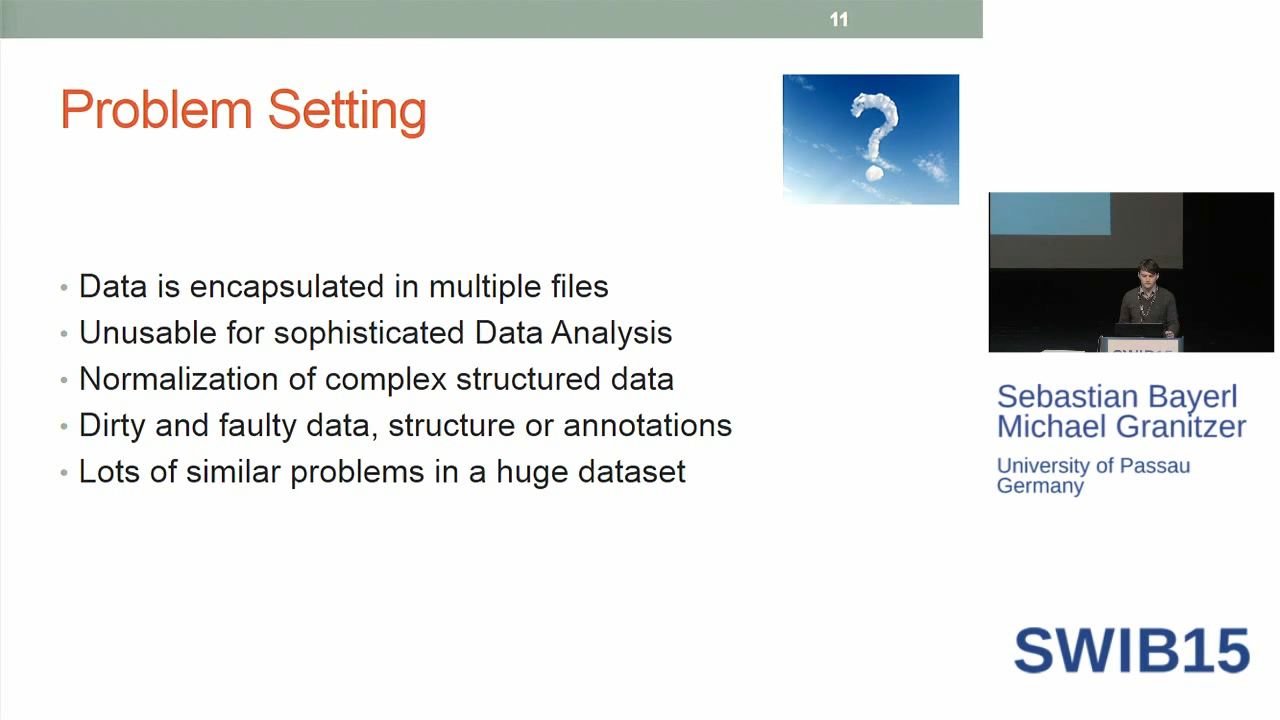 11
Problem Setting
• Data is encapsulated in multiple files
• Unusable for sophisticated Data Analysis
• Normalization of complex structured data
• Dirty and faulty data, structure or annotations
• Lots of similar problems in a huge dataset
SWIB15
Sebastian Bayerl
Michael Granitzer
University of Passau
Germany
SWIB15